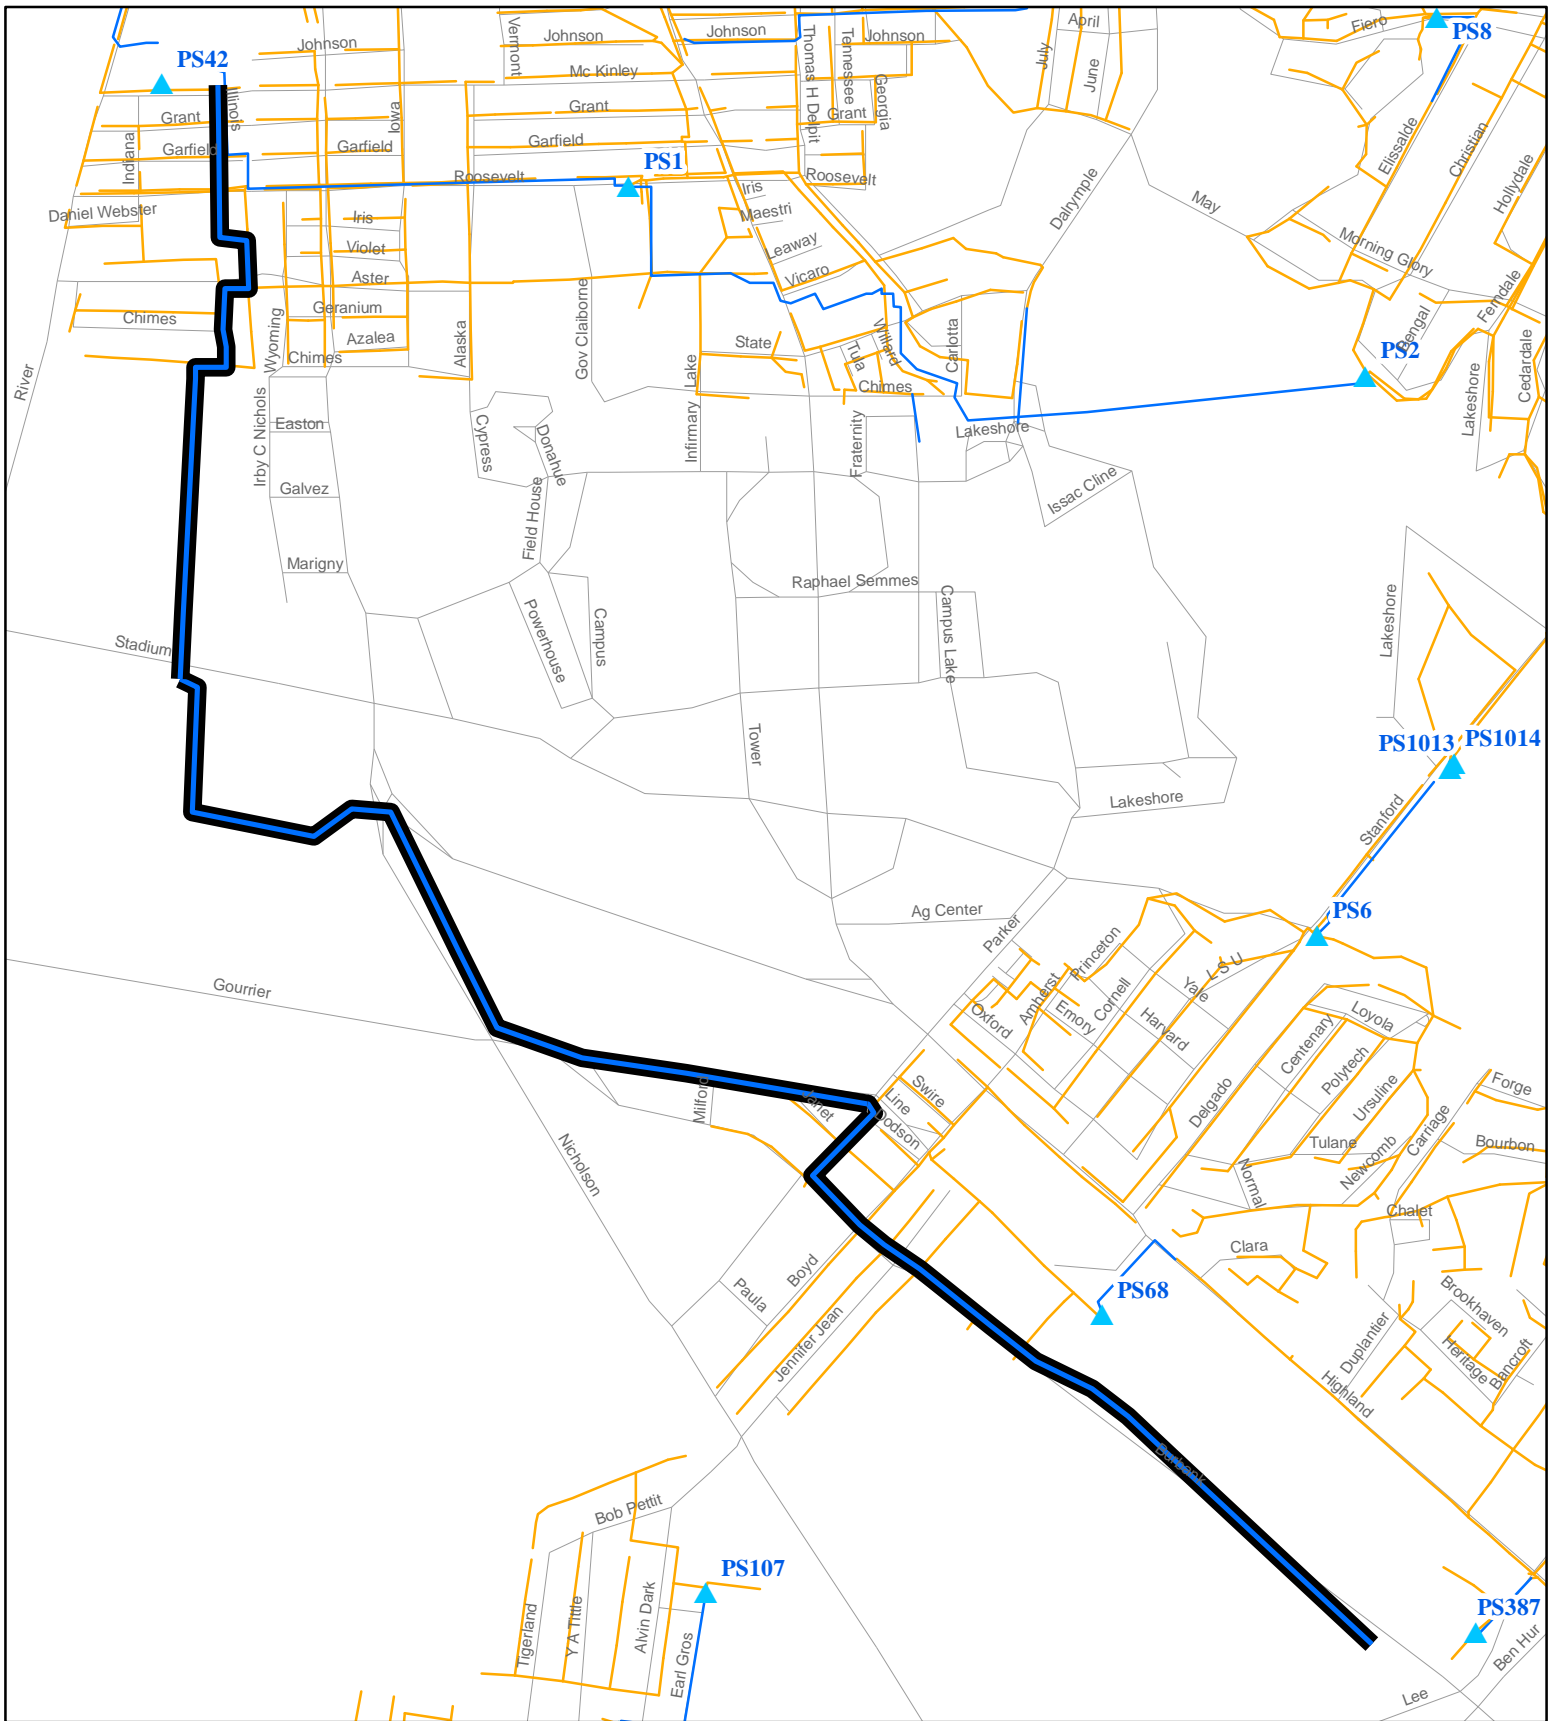 Vermont
Johnson
Johnson
Johnson
Thomas H Delpit
Tennessee
Johnson
July
April
June
Fiero
PS8
PS42
Illinois
Mc Kinley
Georgia
Iowa
Grant
Grant
Grant
Indiana
Garfield
Garfield
Garfield
Elissalde
Christian
Hollydale
PS1
Roosevelt
Roosevelt
Iris
Dalrymple
May
Daniel Webster
Iris
Maestri
Violet
Leaway
Morning Glory
Aster
Vicaro
Ferndale
Chimes
Geranium
Wyoming
Azalea
Alaska
Gov Claiborne
State
Tula
Willard
Carlotta
Bengal
PS2
River
Chimes
Lake
Chimes
Cedardale
Lakeshore
Irby C Nichols
Easton
Cypress
Donahue
Infirmary
Fraternity
Lakeshore
Galvez
Field House
Issac Cline
Marigny
Raphael Semmes
Powerhouse
Campus
Campus Lake
Lakeshore
Stadium
Tower
PS1013
PS1014
Lakeshore
Stanford
Ag Center
Parker
PS6
Princeton
L S U
Gourrier
Amherst
Yale
Cornell
Oxford
Emory
Harvard
Loyola
Centenary
Polytech
Swire
Line
Dodson
Milford
Delgado
Ursuline
Forge
Carriage
Tulane
Newcomb
Bourbon
Nicholson
Normal
Chalet
Clara
Boyd
Paula
PS68
Brookhaven
Duplantier
Heritage
Bancroft
Jennifer Jean
Highland
Burbank
Bob Pettit
PS107
Tigerland
Y A Tittle
Alvin Dark
Earl Gros
PS387
Ben Hur
Lee